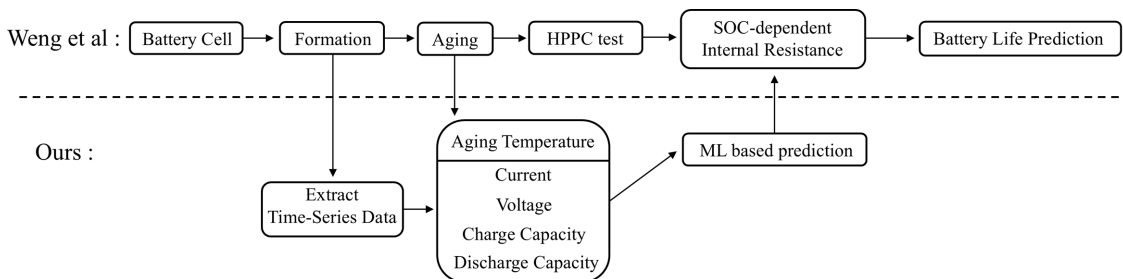 Weng et al :
Battery Cell
Formation
Aging
HPPC test
SOC-dependent
Internal Resistance
Battery Life Prediction
Ours :
Extract
Time-Series Data
Aging Temperature
Current
Voltage
Charge Capacity
Discharge Capacity
ML based prediction